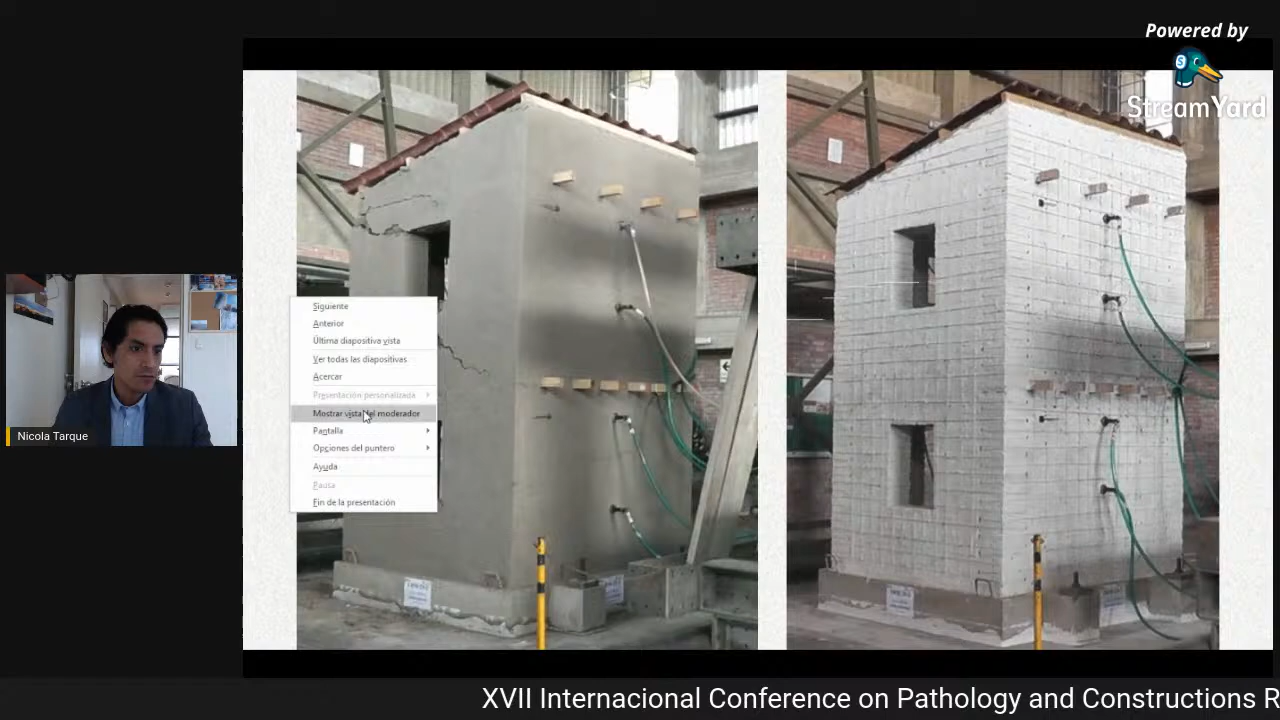 Powered by
StreamYard
Siguiente
Anterior
Última diapositiva vista
Ver todas las diapositivas
Acercar
Presentación personalizada
Mostrar vista del moderador
Pantalla
Opciones del puntero
Ayuda
Pausa
Fin de la presentación
Nicola Tarque
XVII Internacional Conference on Pathology and Constructions R